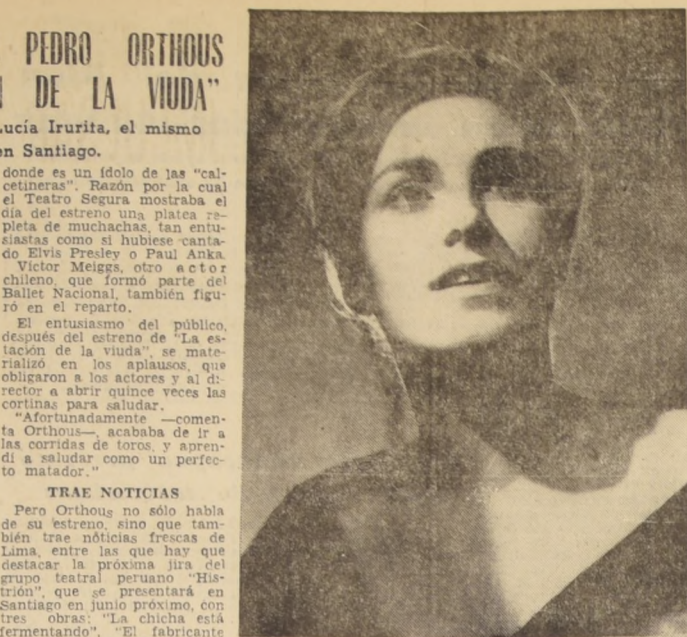 PEDRO ORTHOUS
DE LA VIUDA"
Lucía Irurita, el mismo
en Santiago.
donde es un ídolo de las "cal-
cetineras". Razón por la cual
el Teatro Segura mostraba el
día del estreno una platea re-
pleta de muchachas, tan entu-
siastas como si hubiese canta-
do Elvis Presley o Paul Anka.
Víctor Meiggs, otro actor
chileno, que formó parte del
Ballet Nacional, también figu-
ró en el reparto.
El entusiasmo del público,
después del estreno de "La es-
tación de la viuda", se mate-
rializó en los aplausos, que
obligaron a los actores y al di-
rector a abrir quince veces las
cortinas para saludar.
"Afortunadamente —comen-
ta Orthous—, acababa de ir a
las corridas de toros, y apren-
dí a saludar como un perfec-
to matador."
TRAE NOTICIAS
Pero Orthous no sólo habla
de su estreno, sino que tam-
bién trae nóticias frescas de
Lima, entre las que hay que
destacar la próxima jira del
grupo teatral peruano "His-
trión", que se presentará en
Santiago en junio próximo, con
tres obras: "La chicha está
fermentando", "El fabricante